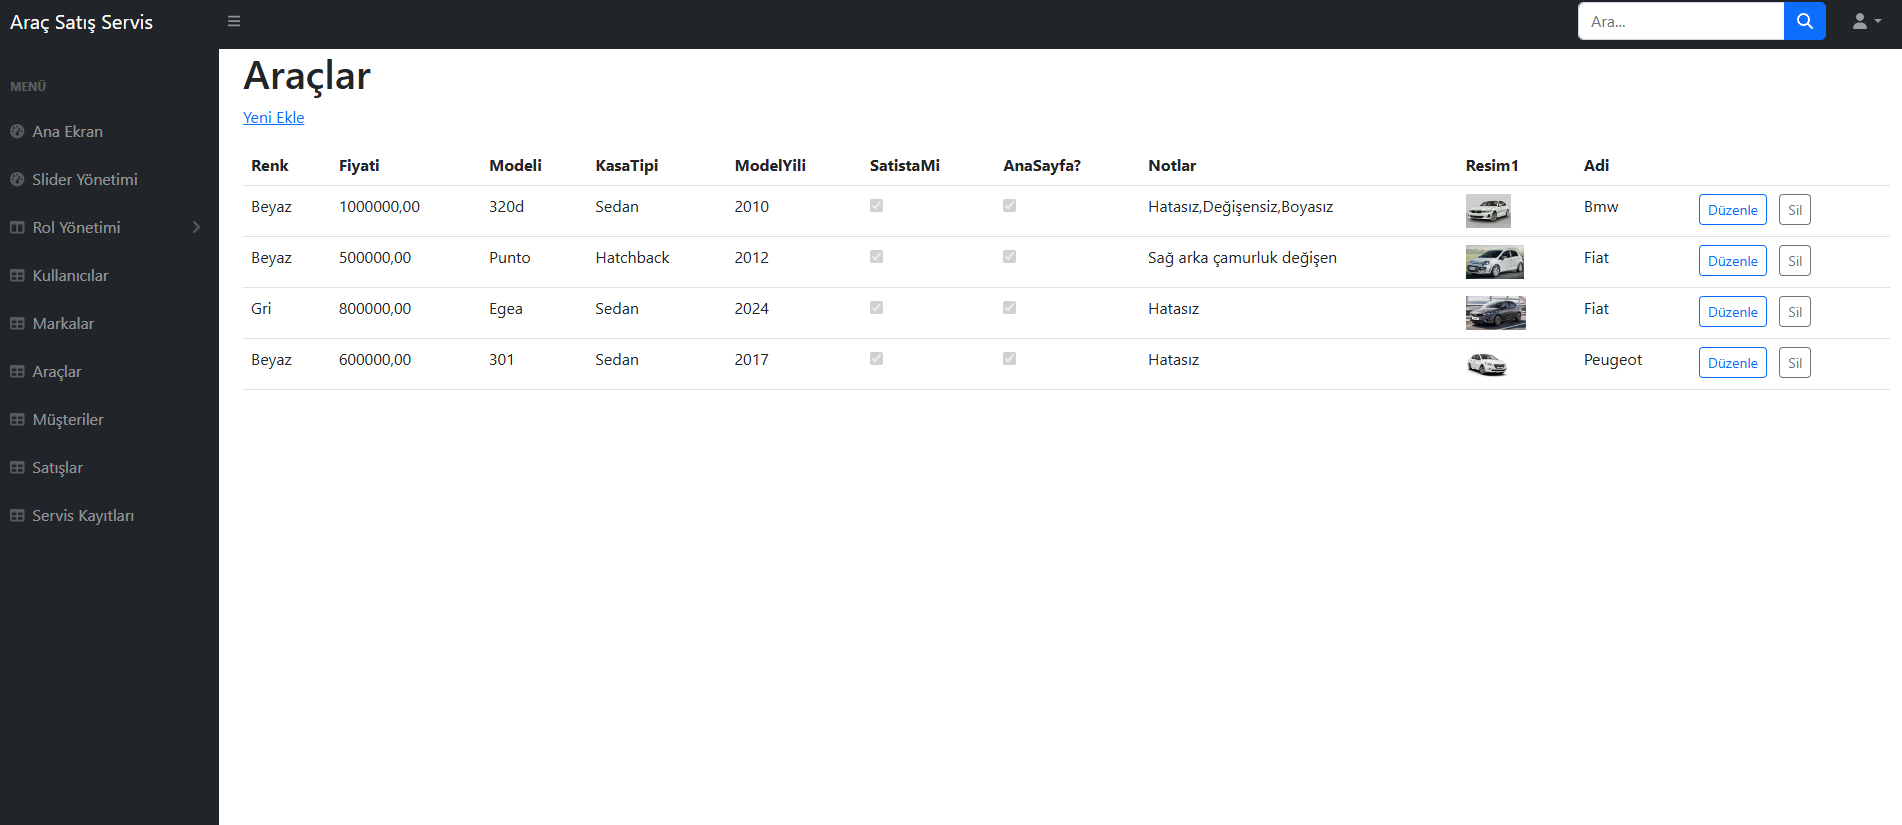 Araç Satış Servis
Ara...
MENÜ
Ana Ekran
Slider Yönetimi
Rol Yönetimi
Kullanıcılar
Markalar
Araçlar
Müşteriler
Satışlar
Servis Kayıtları
Araçlar
Yeni Ekle
Renk Fiyati Modeli KasaTipi ModelYili SatistaMi AnaSayfa? Notlar Resim1 Adi
Beyaz 1000000,00 320d Sedan 2010 Hatasız,Değişensiz,Boyasız Bmw Düzenle Sil
Beyaz 500000,00 Punto Hatchback 2012 Sağ arka çamurluk değişen Fiat Düzenle Sil
Gri 800000,00 Egea Sedan 2024 Hatasız Fiat Düzenle Sil
Beyaz 600000,00 301 Sedan 2017 Hatasız Peugeot Düzenle Sil